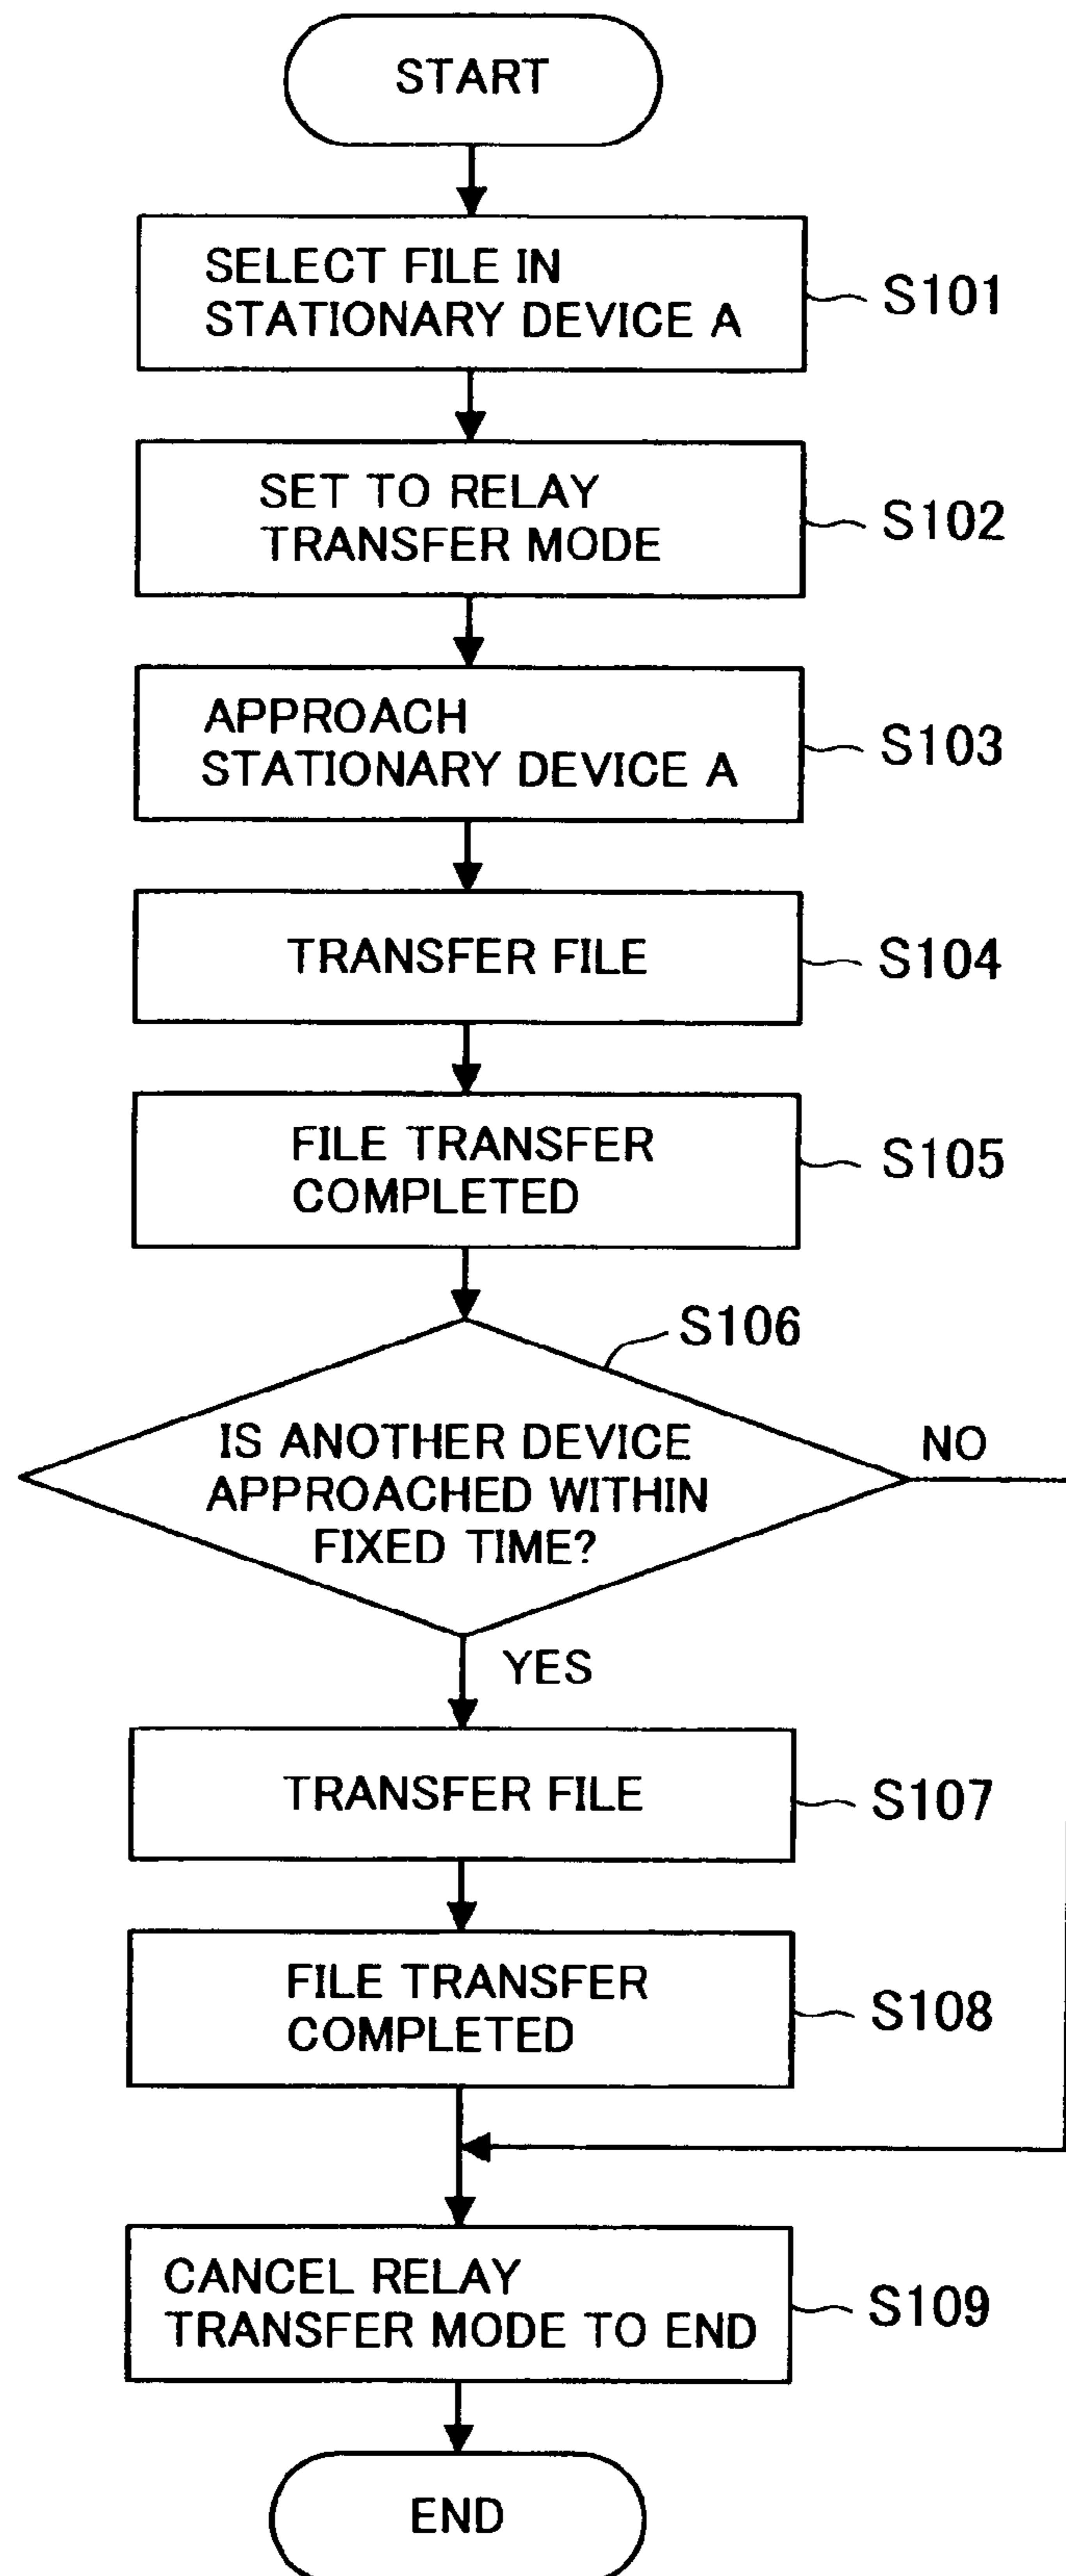 START
SELECT FILE IN
STATIONARY DEVICE A
S101
SET TO RELAY
TRANSFER MODE
S102
APPROACH
STATIONARY DEVICE A
S103
TRANSFER FILE
S104
FILE TRANSFER
COMPLETED
S105
S106
IS ANOTHER DEVICE
APPROACHED WITHIN
FIXED TIME?
NO
YES
TRANSFER FILE
S107
FILE TRANSFER
COMPLETED
S108
CANCEL RELAY
TRANSFER MODE TO END
S109
END